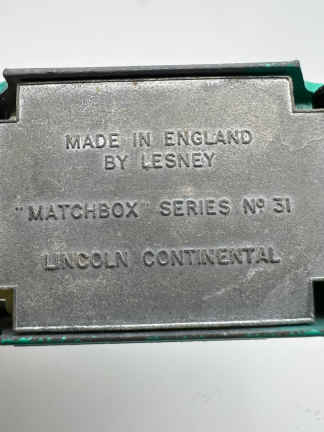 MADE IN ENGLAND
BY LESNEY
"MATCHBOX" SERIES Nº 31
LINCOLN CONTINENTAL